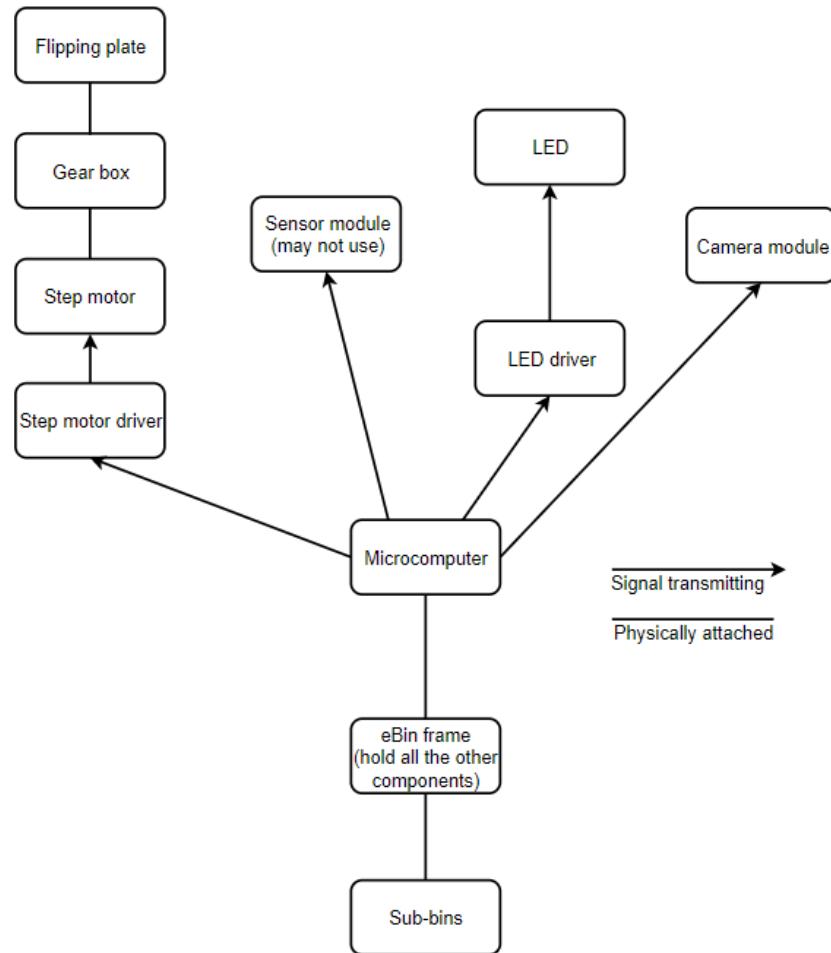 Flipping plate
Gear box
Step motor
Step motor driver
Sensor module
(may not use)
LED
LED driver
Camera module
Microcomputer
Signal transmitting
Physically attached
eBin frame
(hold all the other
components)
Sub-bins